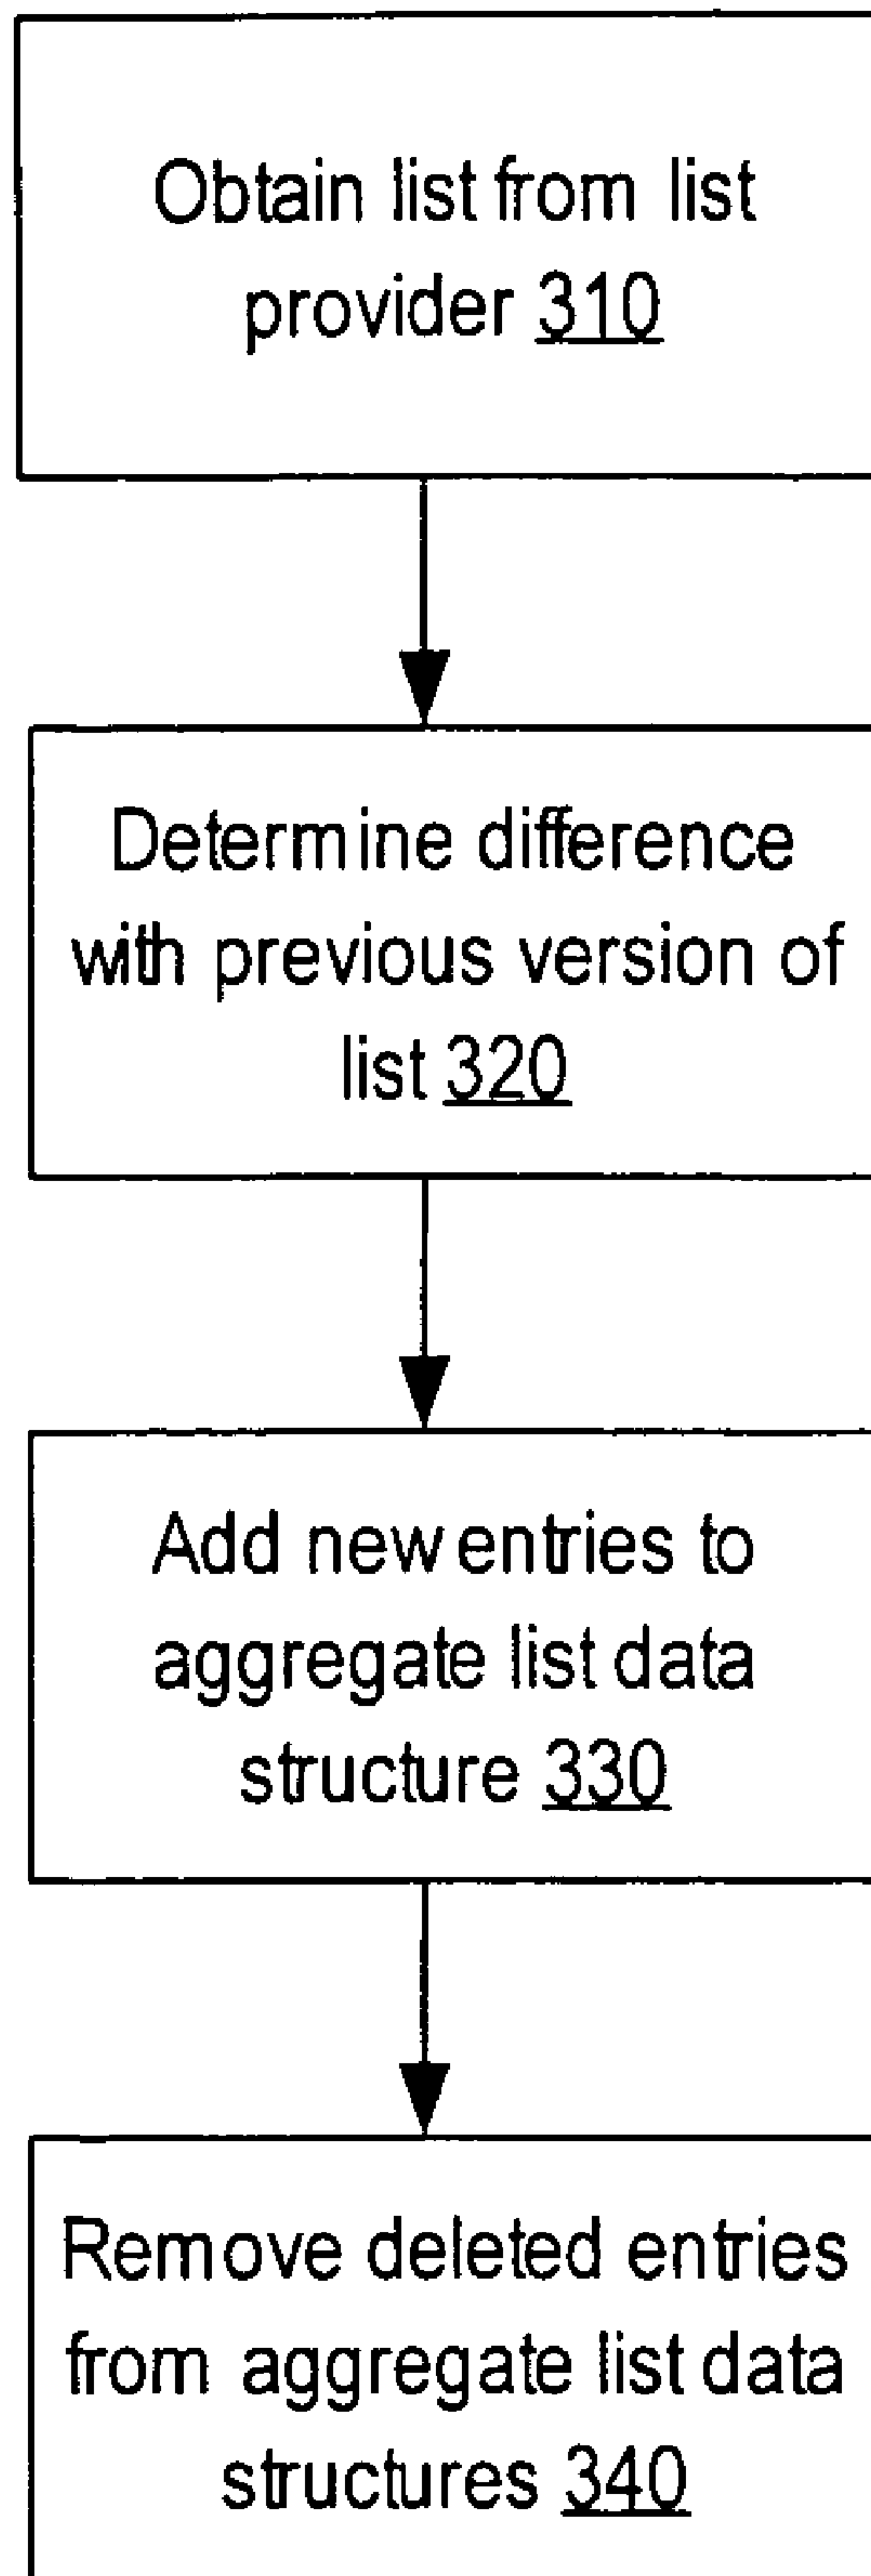 Obtain list from list
provider 310
Determine difference
with previous version of
list 320
Add new entries to
aggregate list data
structure 330
Remove deleted entries
from aggregate list data
structures 340